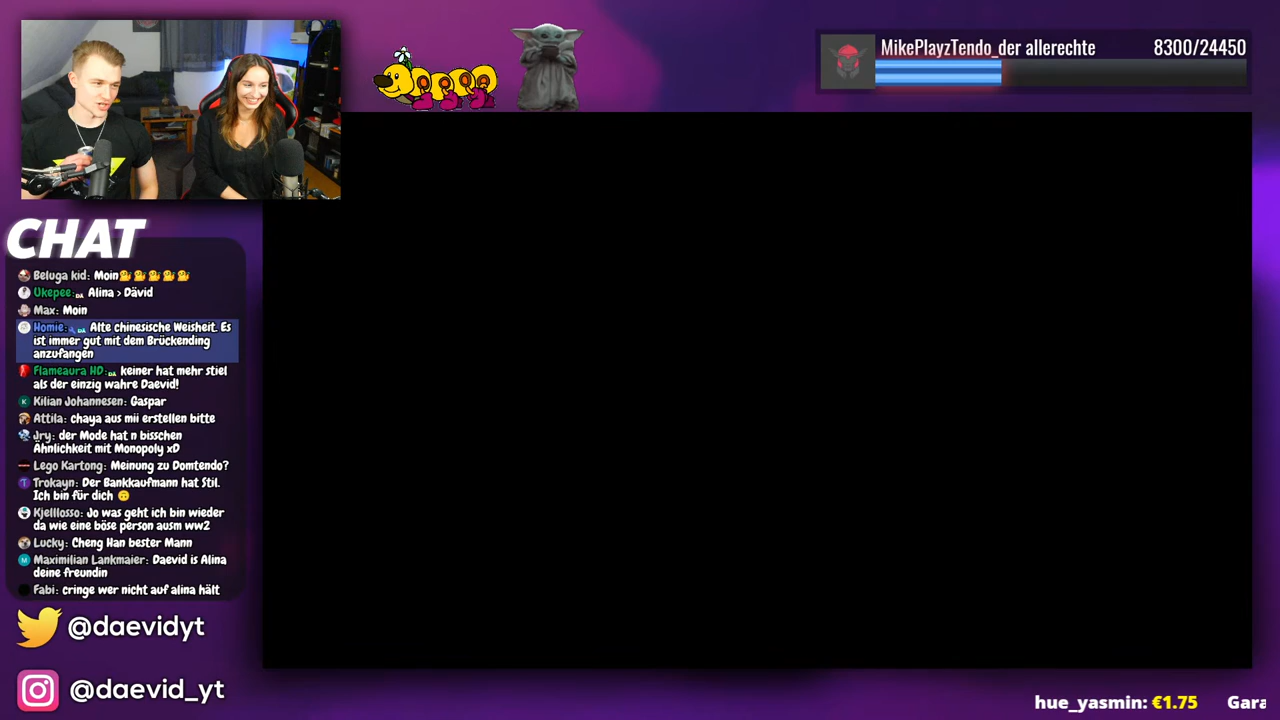 MikePlayzTendo_der allerechte 8300/24450
CHAT
Beluga kid: Moin
Ukepee: Alina > Dävid
Max: Moin
Homie: Alte chinesische Weisheit. Es
ist immer gut mit dem Brückending
anzufangen
Flameaura HD: keiner hat mehr stiel
als der einzig wahre Daevid!
Kilian Johannesen: Gaspar
Attila: chaya aus mii erstellen bitte
Jry: der Mode hat n bisschen
Ähnlichkeit mit Monopoly xD
Lego Kartong: Meinung zu Domtendo?
Trokayn: Der Bankkaufmann hat Stil.
Ich bin für dich 🙃
Kjelllosso: Jo was geht ich bin wieder
da wie eine böse person ausm ww2
Lucky: Cheng Han bester Mann
Maximilian Lankmaier: Daevid is Alina
deine freundin
Fabi: cringe wer nicht auf alina hält
@daevidyt
@daevid_yt
hue_yasmin: €1.75 Gara